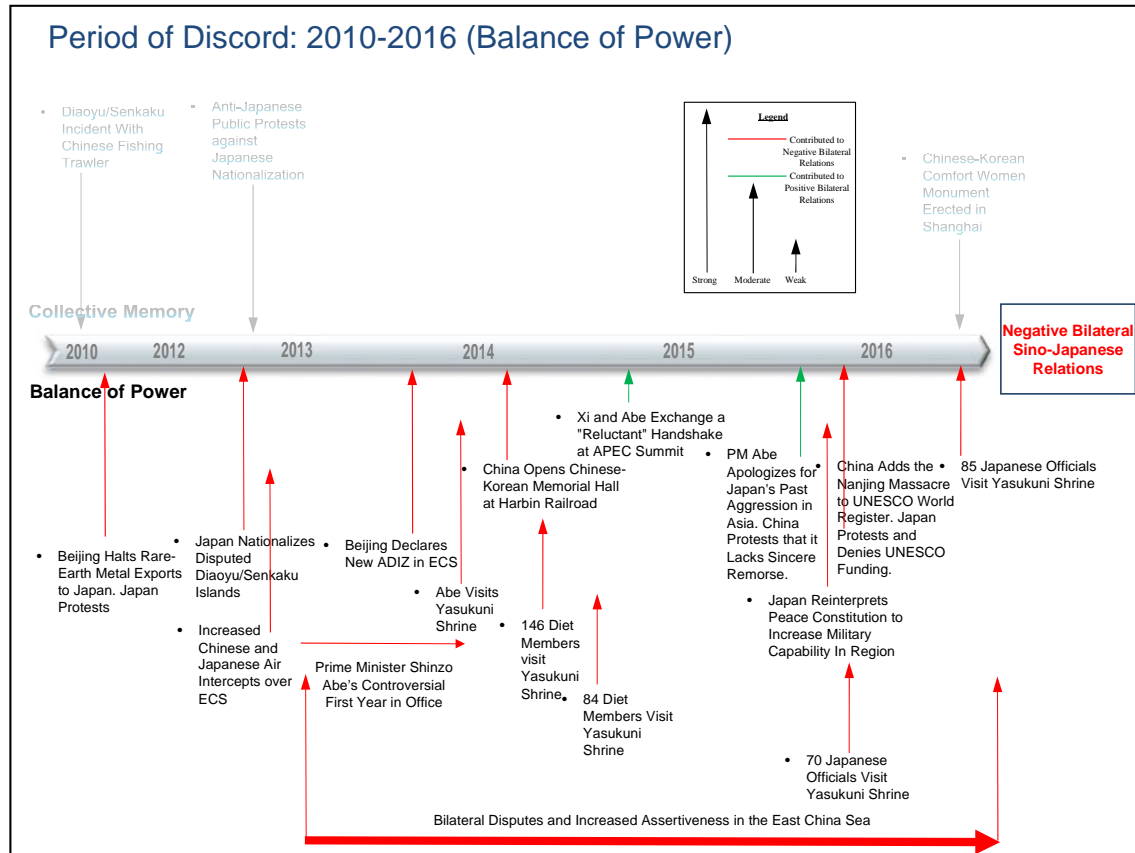 Period of Discord: 2010-2016 (Balance of Power)
• Diaoyu/Senkaku
Incident With
Chinese Fishing
Trawler
• Anti-Japanese
Public Protests
against
Japanese
Nationalization
Legend
Contributed to
Negative Bilateral
Relations
Contributed to
Positive Bilateral
Relations
Strong
Moderate
Weak
• Chinese-Korean
Comfort Women
Monument
Erected in
Shanghai
Collective Memory
2010
2012
2013
2014
2015
2016
Negative Bilateral
Sino-Japanese
Relations
Balance of Power
• Beijing Halts Rare-
Earth Metal Exports
to Japan. Japan
Protests
• Japan Nationalizes
Disputed
Diaoyu/Senkaku
Islands
• Increased
Chinese and
Japanese Air
Intercepts over
ECS
Prime Minister Shinzo
Abe's Controversial
First Year in Office
• Beijing Declares
New ADIZ in ECS
• Abe Visits
Yasukuni
Shrine
• China Opens Chinese-
Korean Memorial Hall
at Harbin Railroad
• 146 Diet
Members
visit
Yasukuni
Shrine
• Xi and Abe Exchange a
"Reluctant" Handshake
at APEC Summit
• 84 Diet
Members Visit
Yasukuni
Shrine
• PM Abe
Apologizes for
Japan's Past
Aggression in
Asia. China
Protests that it
Lacks Sincere
Remorse.
• Japan Reinterprets
Peace Constitution to
Increase Military
Capability In Region
• China Adds the
Nanjing Massacre
to UNESCO World
Register. Japan
Protests and
Denies UNESCO
Funding.
• 70 Japanese
Officials Visit
Yasukuni Shrine
• 85 Japanese Officials
Visit Yasukuni Shrine
Bilateral Disputes and Increased Assertiveness in the East China Sea